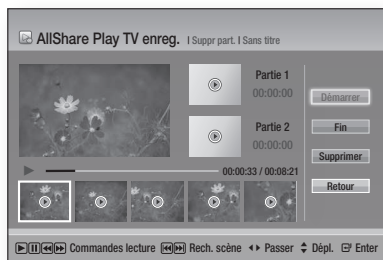 AllShare Play TV enreg. | Suppr part. | Sans titre
Partie 1
00:00:00
Partie 2
00:00:00
00:00:33 / 00:08:21
Démarrer
Fin
Supprimer
Retour
Commandes lecture Rech. scène Passer Dépl. Enter